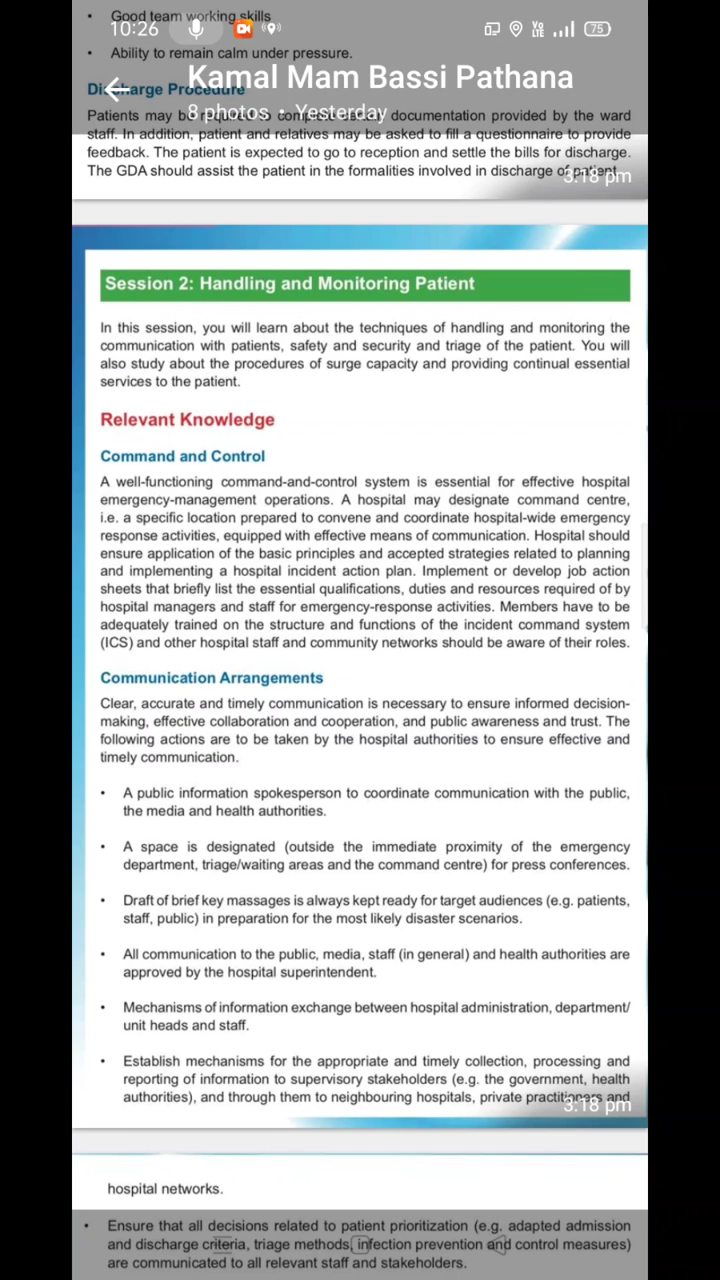 • Good team working skills
10:26
75
• Ability to remain calm under pressure.
Kamal Mam Bassi Pathana
8 photos • Yesterday
Discharge Procedure
Patients may be required to complete documentation provided by the ward
staff. In addition, patient and relatives may be asked to fill a questionnaire to provide
feedback. The patient is expected to go to reception and settle the bills for discharge.
The GDA should assist the patient in the formalities involved in discharge of patient.
3:18 pm
Session 2: Handling and Monitoring Patient
In this session, you will learn about the techniques of handling and monitoring the
communication with patients, safety and security and triage of the patient. You will
also study about the procedures of surge capacity and providing continual essential
services to the patient.
Relevant Knowledge
Command and Control
A well-functioning command-and-control system is essential for effective hospital
emergency-management operations. A hospital may designate command centre,
i.e. a specific location prepared to convene and coordinate hospital-wide emergency
response activities, equipped with effective means of communication. Hospital should
ensure application of the basic principles and accepted strategies related to planning
and implementing a hospital incident action plan. Implement or develop job action
sheets that briefly list the essential qualifications, duties and resources required of by
hospital managers and staff for emergency-response activities. Members have to be
adequately trained on the structure and functions of the incident command system
(ICS) and other hospital staff and community networks should be aware of their roles.
Communication Arrangements
Clear, accurate and timely communication is necessary to ensure informed decision-
making, effective collaboration and cooperation, and public awareness and trust. The
following actions are to be taken by the hospital authorities to ensure effective and
timely communication.
• A public information spokesperson to coordinate communication with the public,
the media and health authorities.
• A space is designated (outside the immediate proximity of the emergency
department, triage/waiting areas and the command centre) for press conferences.
• Draft of brief key massages is always kept ready for target audiences (e.g. patients,
staff, public) in preparation for the most likely disaster scenarios.
• All communication to the public, media, staff (in general) and health authorities are
approved by the hospital superintendent.
• Mechanisms of information exchange between hospital administration, department/
unit heads and staff.
• Establish mechanisms for the appropriate and timely collection, processing and
reporting of information to supervisory stakeholders (e.g. the government, health
authorities), and through them to neighbouring hospitals, private practitioners and
3:18 pm
hospital networks.
• Ensure that all decisions related to patient prioritization (e.g. adapted admission
and discharge criteria, triage methods, infection prevention and control measures)
are communicated to all relevant staff and stakeholders.